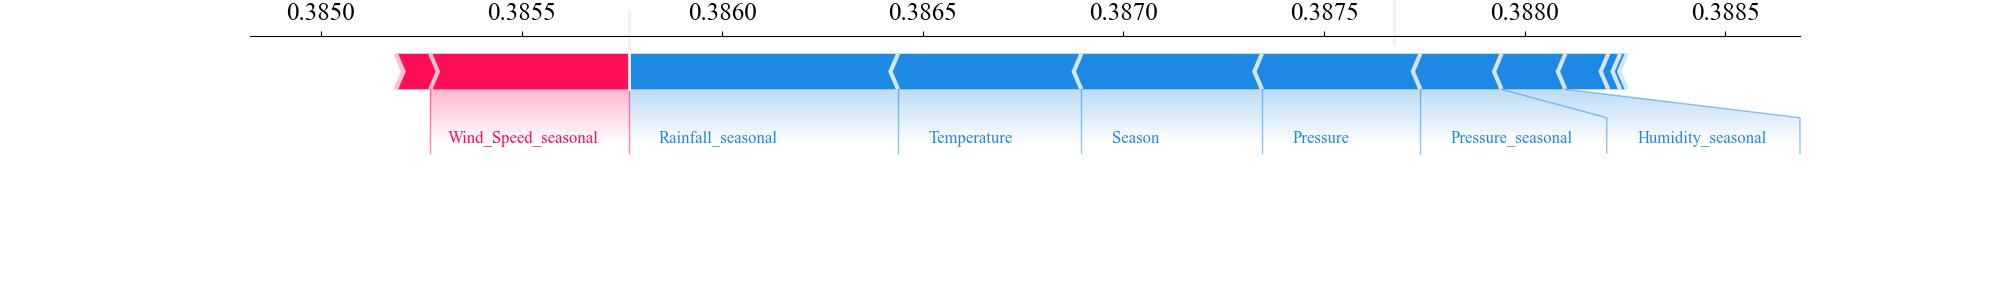 0.3850 0.3855 0.3860 0.3865 0.3870 0.3875 0.3880 0.3885
Wind_Speed_seasonal Rainfall_seasonal Temperature Season Pressure Pressure_seasonal Humidity_seasonal